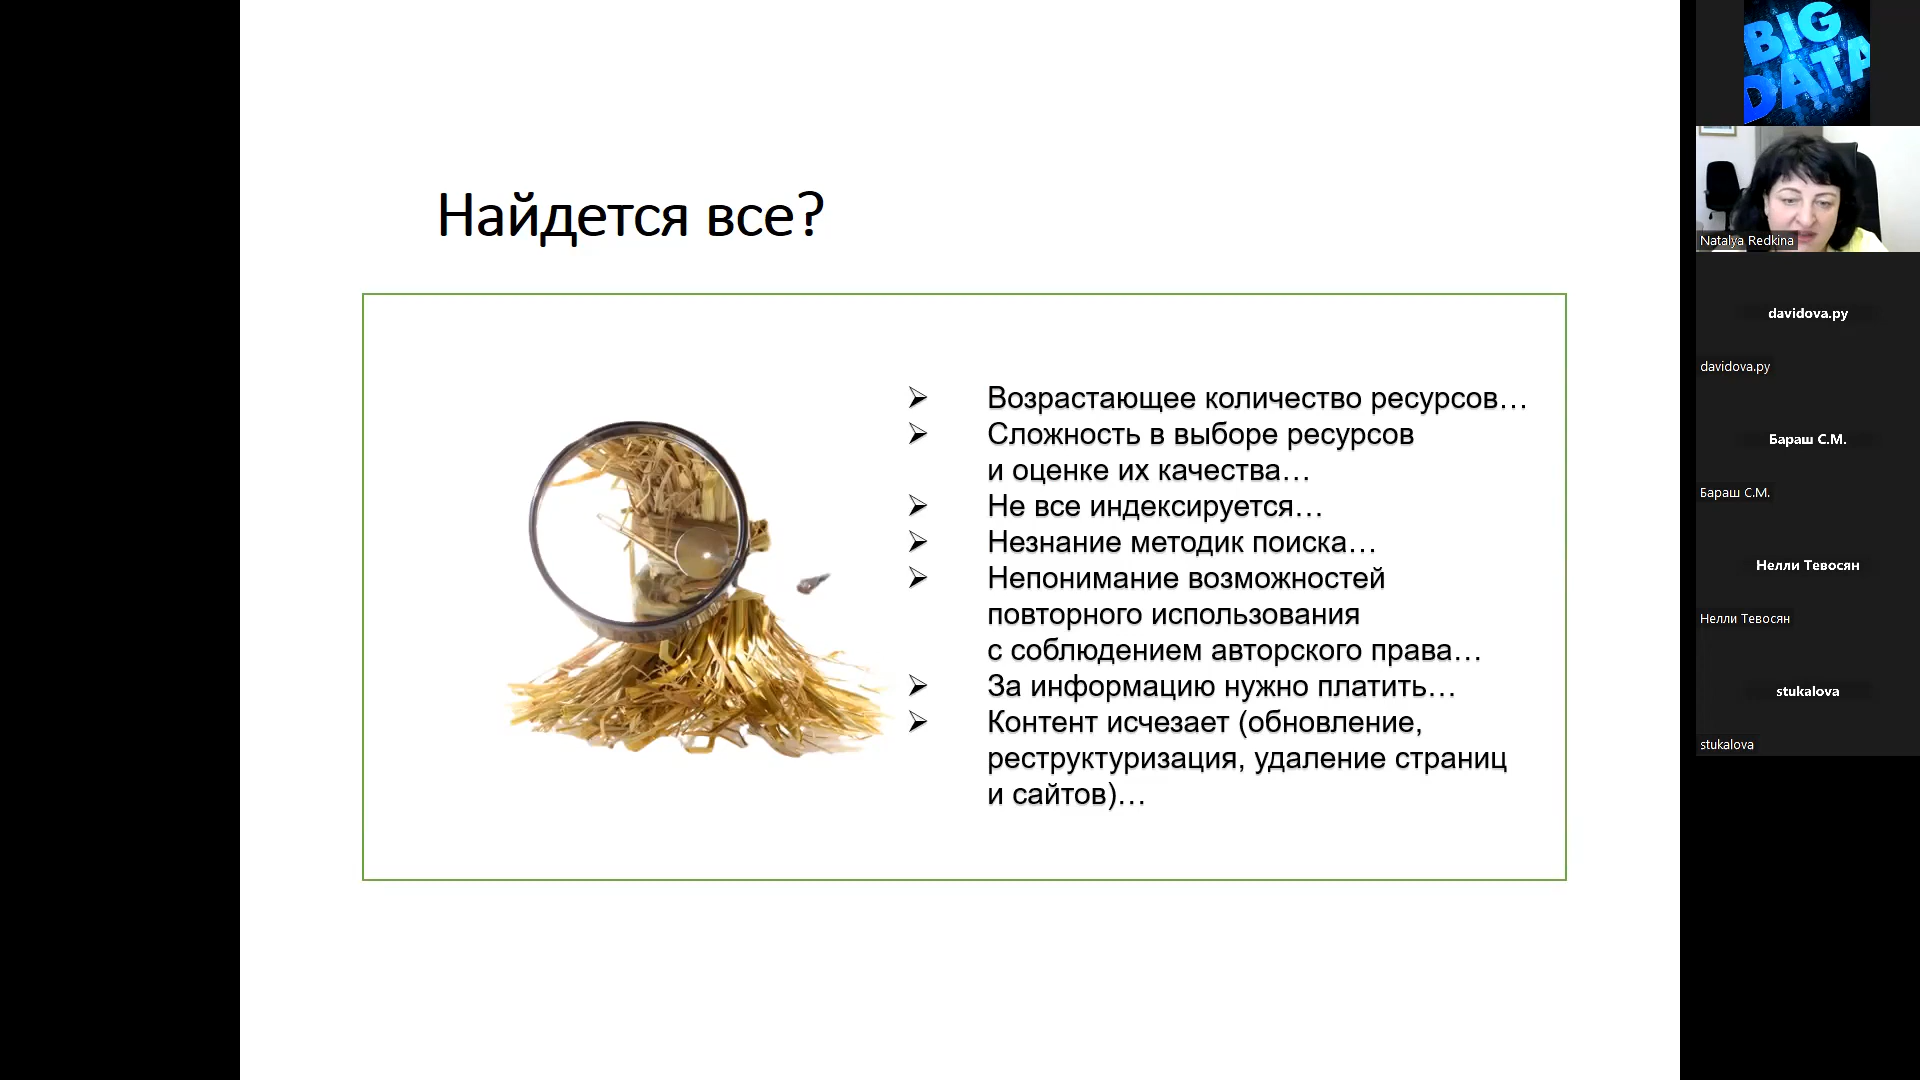 Найдется все?
Возрастающее количество ресурсов…
Сложность в выборе ресурсов
и оценке их качества…
Не все индексируется…
Незнание методик поиска…
Непонимание возможностей
повторного использования
с соблюдением авторского права…
За информацию нужно платить…
Контент исчезает (обновление,
реструктуризация, удаление страниц
и сайтов)…
BIG
DATA
Natalya Redkina
davidova.ру
davidova.ру
Бараш С.М.
Бараш С.М.
Нелли Тевосян
Нелли Тевосян
stukalova
stukalova